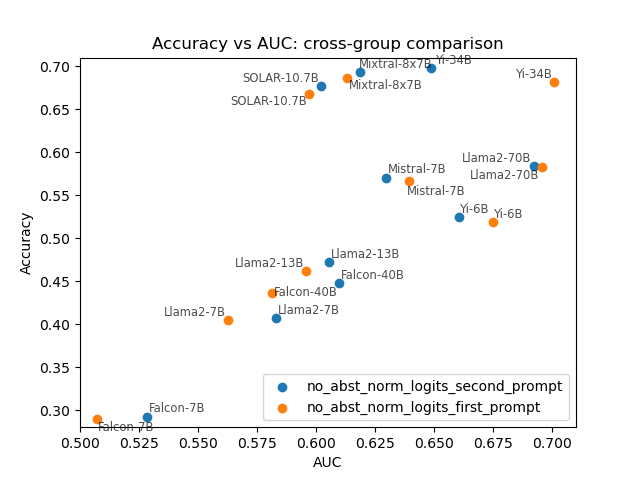 Accuracy vs AUC: cross-group comparison
0.70
0.65
0.60
0.55
0.50
0.45
0.40
0.35
0.30
Accuracy
Yi-34B
Mixtral-8x7B
Yi-34B
SOLAR-10.7B
Mixtral-8x7B
SOLAR-10.7B
Llama2-70B
Llama2-70B
Mistral-7B
Mistral-7B
Yi-6B
Yi-6B
Llama2-13B
Llama2-13B
Falcon-40B
Falcon-40B
Llama2-7B
Llama2-7B
Falcon-7B
Falcon-7B
no_abst_norm_logits_second_prompt
no_abst_norm_logits_first_prompt
0.500 0.525 0.550 0.575 0.600 0.625 0.650 0.675 0.700
AUC